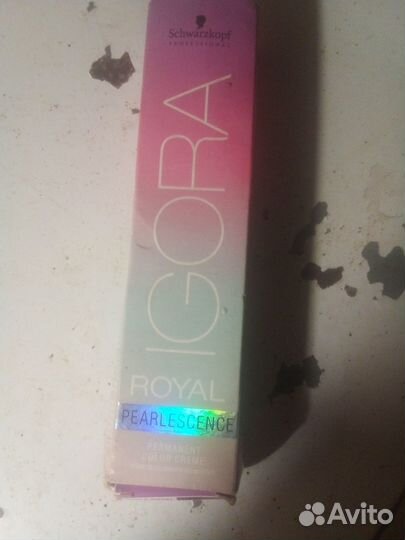 Schwarzkopf
PROFESSIONAL
IGORA
ROYAL
PEARLESCENCE
PERMANENT
COLOR CREME
Avito